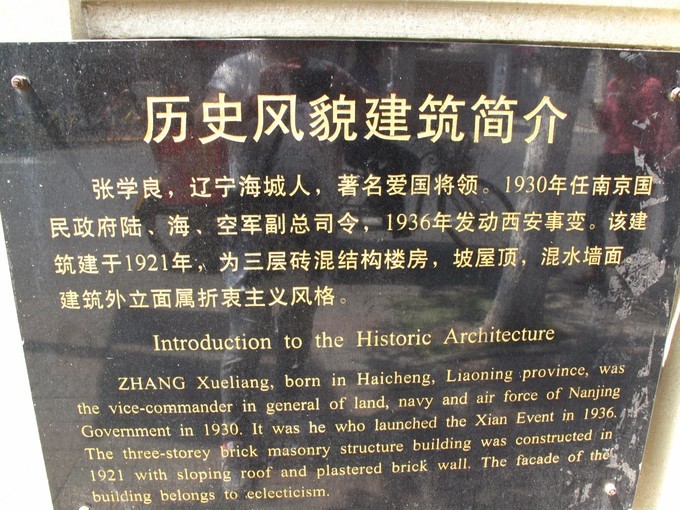 历史风貌建筑简介
张学良，辽宁海城人，著名爱国将领。1930年任南京国
民政府陆、海、空军副总司令，1936年发动西安事变。该建
筑建于1921年，为三层砖混结构楼房，坡屋顶，混水墙面。
建筑外立面属折衷主义风格。
Introduction to the Historic Architecture
ZHANG Xueliang, born in Haicheng, Liaoning province, was
the vice-commander in general of land, navy and air force of Nanjing
Government in 1930. It was he who launched the Xian Event in 1936.
The three-storey brick masonry structure building was constructed in
1921 with sloping roof and plastered brick wall. The facade of the
building belongs to eclecticism.